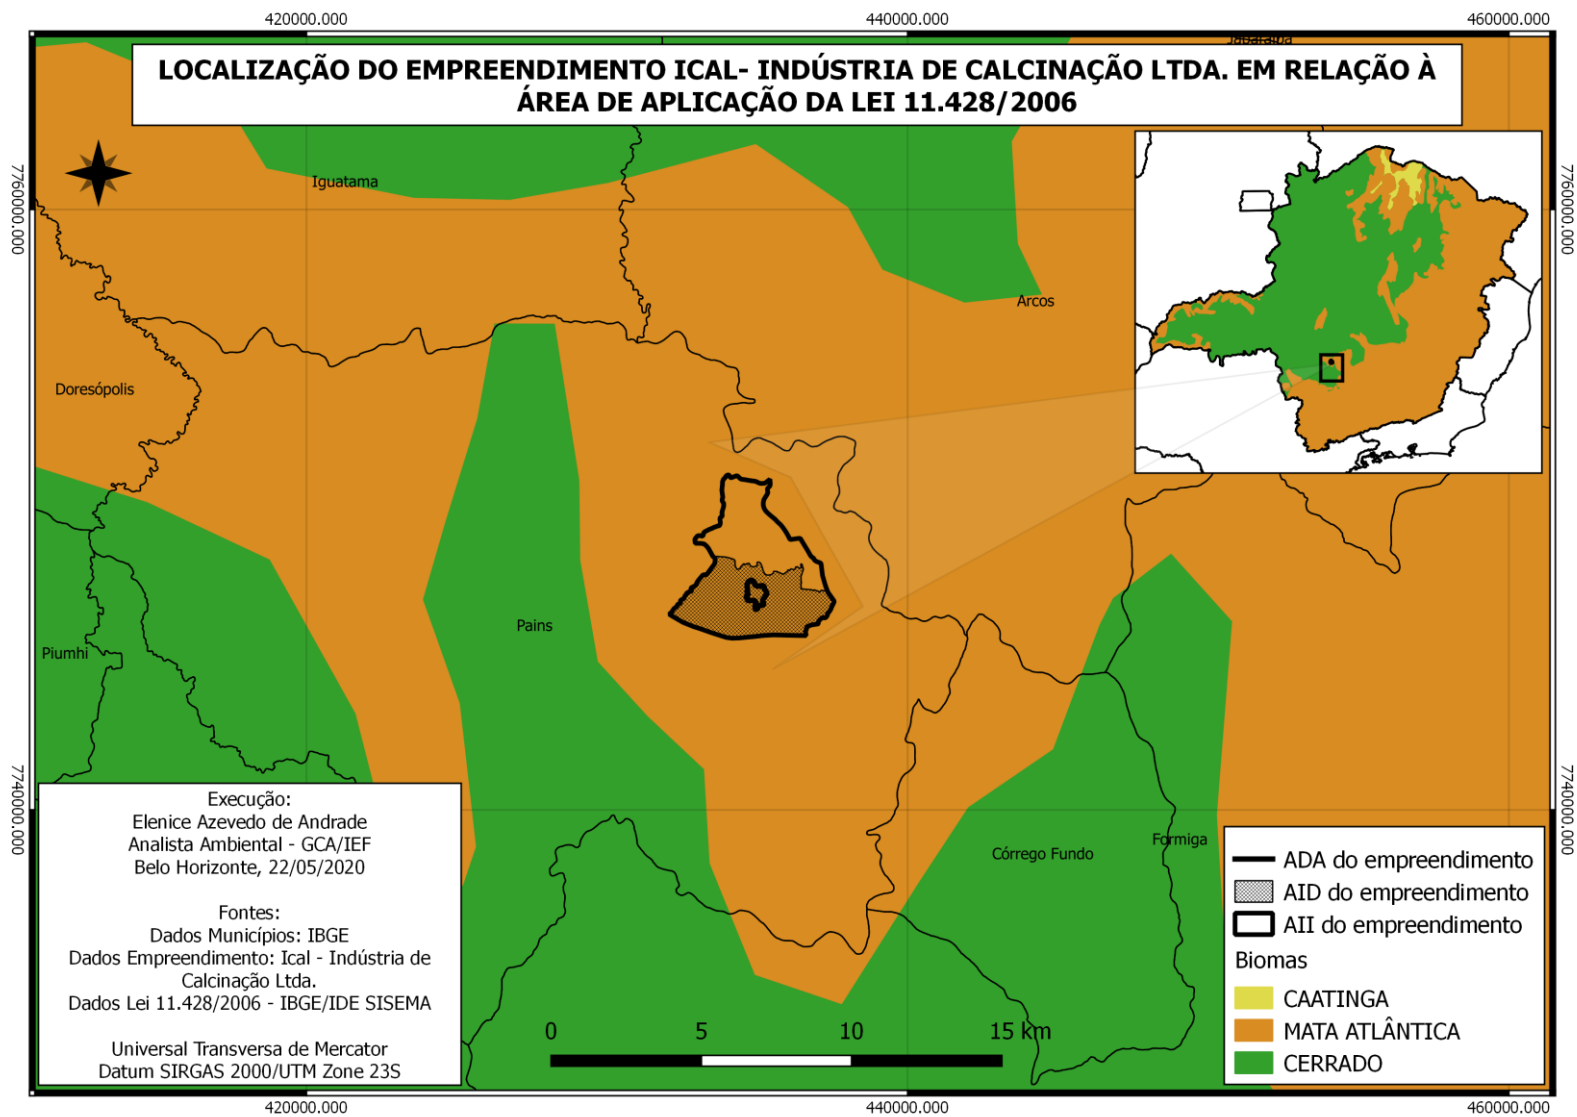 420000.000
440000.000
460000.000
Japaraíba
LOCALIZAÇÃO DO EMPREENDIMENTO ICAL- INDÚSTRIA DE CALCINAÇÃO LTDA. EM RELAÇÃO À
ÁREA DE APLICAÇÃO DA LEI 11.428/2006
7760000.000
7760000.000
Iguatama
Arcos
Doresópolis
Pains
Piumhi
7740000.000
7740000.000
Córrego Fundo
Formiga
Execução:
Elenice Azevedo de Andrade
Analista Ambiental - GCA/IEF
Belo Horizonte, 22/05/2020
Fontes:
Dados Municípios: IBGE
Dados Empreendimento: Ical - Indústria de
Calcinação Ltda.
Dados Lei 11.428/2006 - IBGE/IDE SISEMA
Universal Transversa de Mercator
Datum SIRGAS 2000/UTM Zone 23S
0 5 10 15 km
ADA do empreendimento
AID do empreendimento
AII do empreendimento
Biomas
CAATINGA
MATA ATLÂNTICA
CERRADO
420000.000
440000.000
460000.000